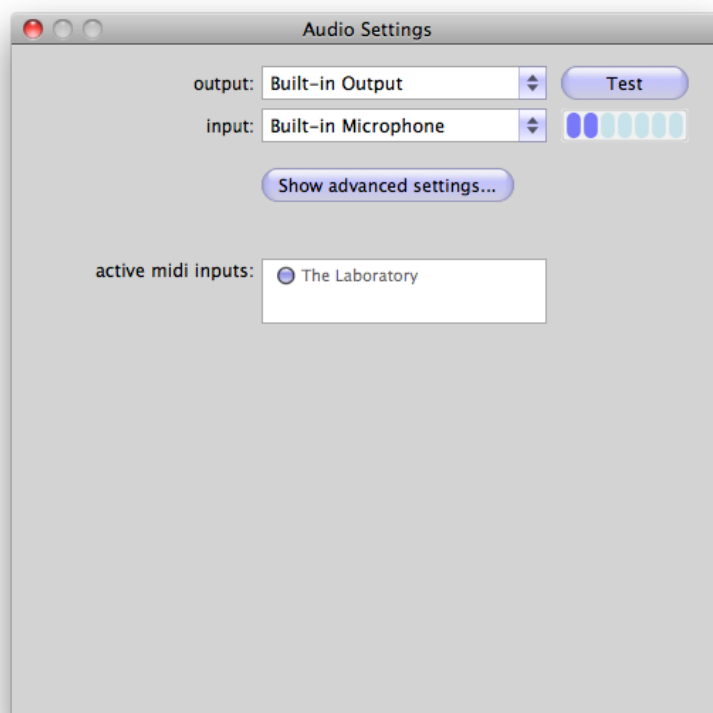 Audio Settings
output: Built-in Output Test
input: Built-in Microphone
Show advanced settings...
active midi inputs: The Laboratory